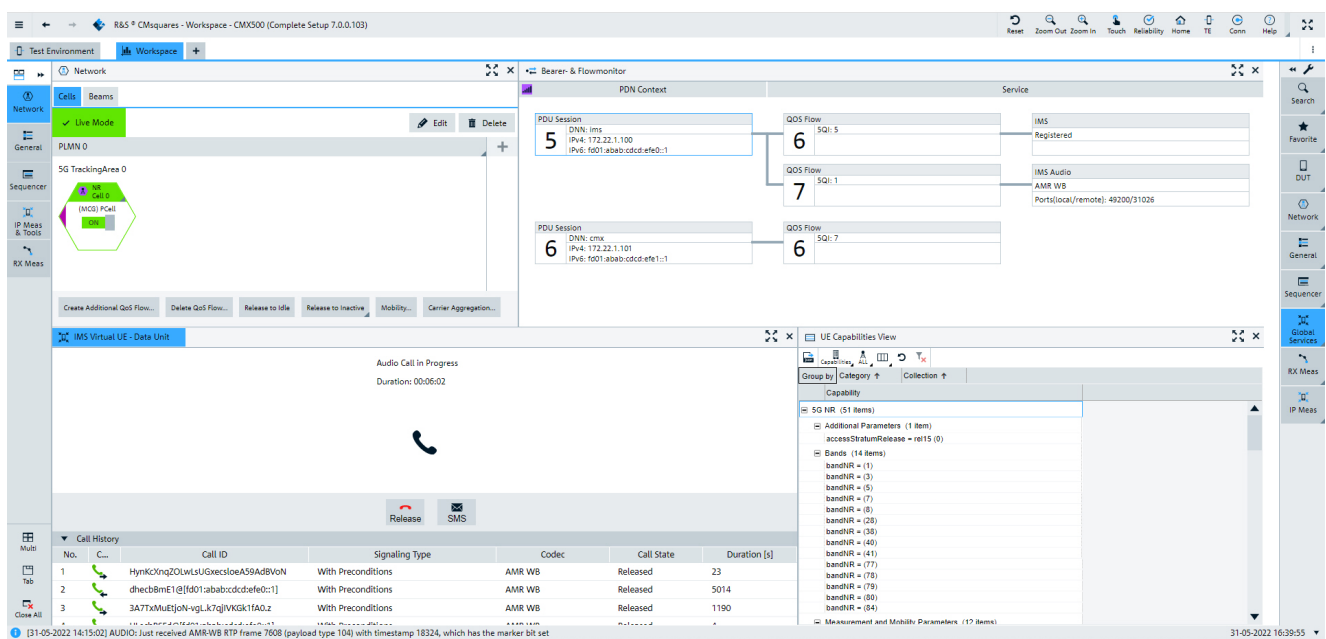 R&S ® CMsquares - Workspace - CMX500 (Complete Setup 7.0.0.103)
Reset Zoom Out Zoom In Touch Reliability Home TE Conn Help
Test Environment Workspace +
Network
Bearer- & Flowmonitor
Network
General
Sequencer
IP Meas & Tools
RX Meas
Multi
Tab
Close All
Cells Beams
Live Mode Edit Delete
PLMN 0
5G TrackingArea 0
NR
Cell 0
(MCG) PCell
ON
Create Additional QoS Flow... Delete QoS Flow... Release to Idle Release to Inactive Mobility... Carrier Aggregation...
PDN Context Service
PDU Session
5
DNN: ims
IPv4: 172.22.1.100
IPv6: fd01:abab:cdcd:efe0::1
QOS Flow
6
5QI: 5
IMS
Registered
QOS Flow
7
5QI: 1
IMS Audio
AMR WB
Ports(local/remote): 49200/31026
PDU Session
6
DNN: cmx
IPv4: 172.22.1.101
IPv6: fd01:abab:cdcd:efe1::1
QOS Flow
6
5QI: 7
IMS Virtual UE - Data Unit
Audio Call in Progress
Duration: 00:06:02
Release SMS
Call History
No. C... Call ID Signaling Type Codec Call State Duration [s]
1 HynKcXnqZOLwLsUGxecsloeA59AdBVoN With Preconditions AMR WB Released 23
2 dhecbBmE1@[fd01:abab:cdcd:efe0::1] With Preconditions AMR WB Released 5014
3 3A7TxMuEtjoN-vgL.k7qjIVKGk1fA0.z With Preconditions AMR WB Released 1190
UE Capabilities View
Capabilities ALL
Group by Category Collection
Capability
5G NR (51 items)
Additional Parameters (1 item)
accessStratumRelease = rel15 (0)
Bands (14 items)
bandNR = (1)
bandNR = (3)
bandNR = (5)
bandNR = (7)
bandNR = (8)
bandNR = (28)
bandNR = (38)
bandNR = (40)
bandNR = (41)
bandNR = (77)
bandNR = (78)
bandNR = (79)
bandNR = (80)
bandNR = (84)
Measurement and Mobility Parameters (12 items)
Search
Favorite
DUT
Network
General
Sequencer
Global Services
RX Meas
IP Meas
[31-05-2022 14:15:02] AUDIO: Just received AMR-WB RTP frame 7608 (payload type 104) with timestamp 18324, which has the marker bit set
31-05-2022 16:39:55